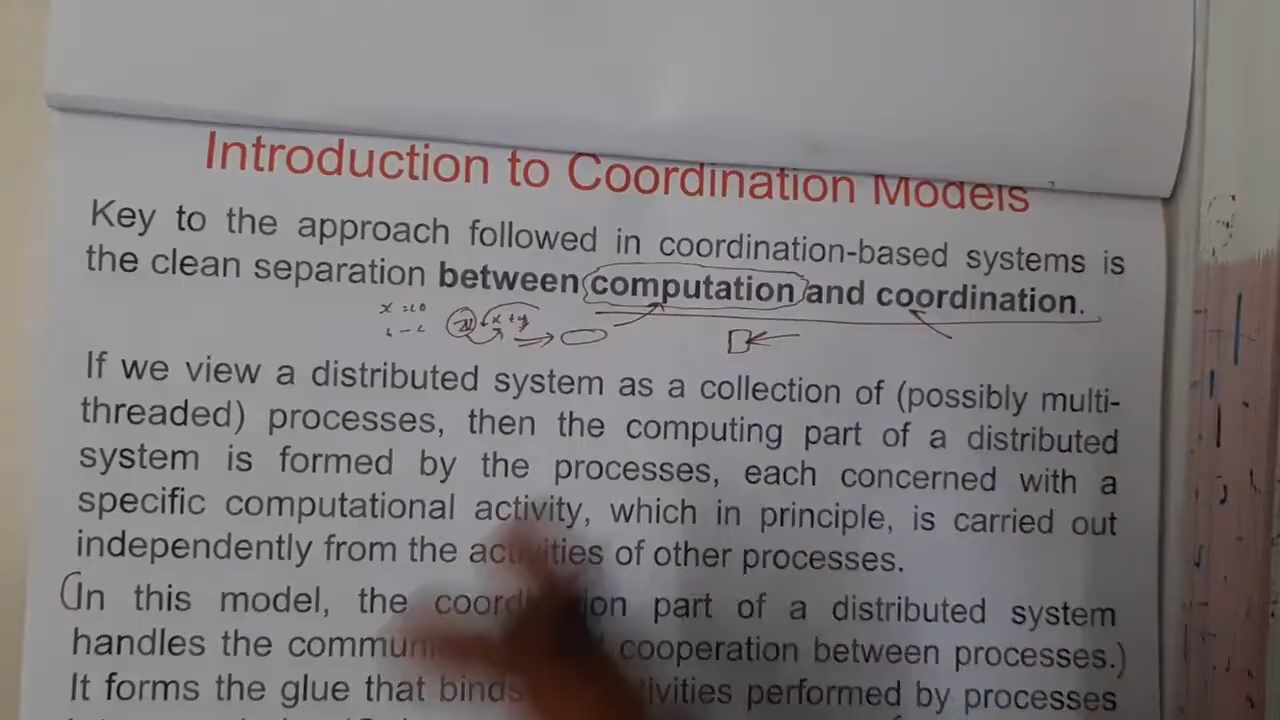 Introduction to Coordination Models
Key to the approach followed in coordination-based systems is
the clean separation between computation and coordination.
x + y
If we view a distributed system as a collection of (possibly multi-
threaded) processes, then the computing part of a distributed
system is formed by the processes, each concerned with a
specific computational activity, which in principle, is carried out
independently from the activities of other processes.
(In this model, the coordination part of a distributed system
handles the cooperation between processes.)
It forms the glue that binds performed by processes